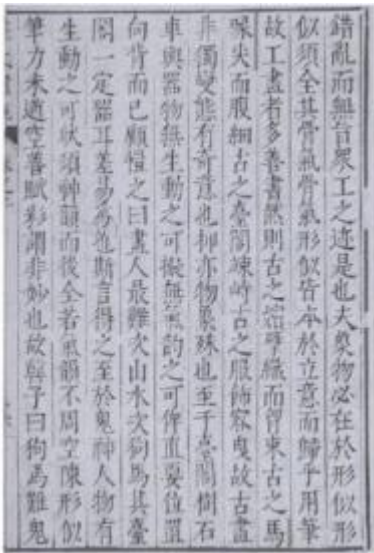 錯亂而無旨衆工之迹是也夫象物必在於形似形
似須全其骨氣骨氣形似皆本於立意而歸乎用筆
故工畫者多善書然則古之嬪擘纖而胷束古之馬
喙尖而腹細古之臺閣竦峙古之服飾容曳故古畫
非獨變態有奇意也抑亦物象殊也至于臺閣樹石
車輿器物無生動之可擬無氣韵之可侔直要位置
向背而已顧愷之曰畫人最難次山水次狗馬其臺
閣一定器耳差易爲也斯言得之至於鬼神人物有
生動之可狀須神韻而後全若氣韻不周空陳形似
筆力未遒空善賦彩謂非妙也故韓子曰狗馬難鬼